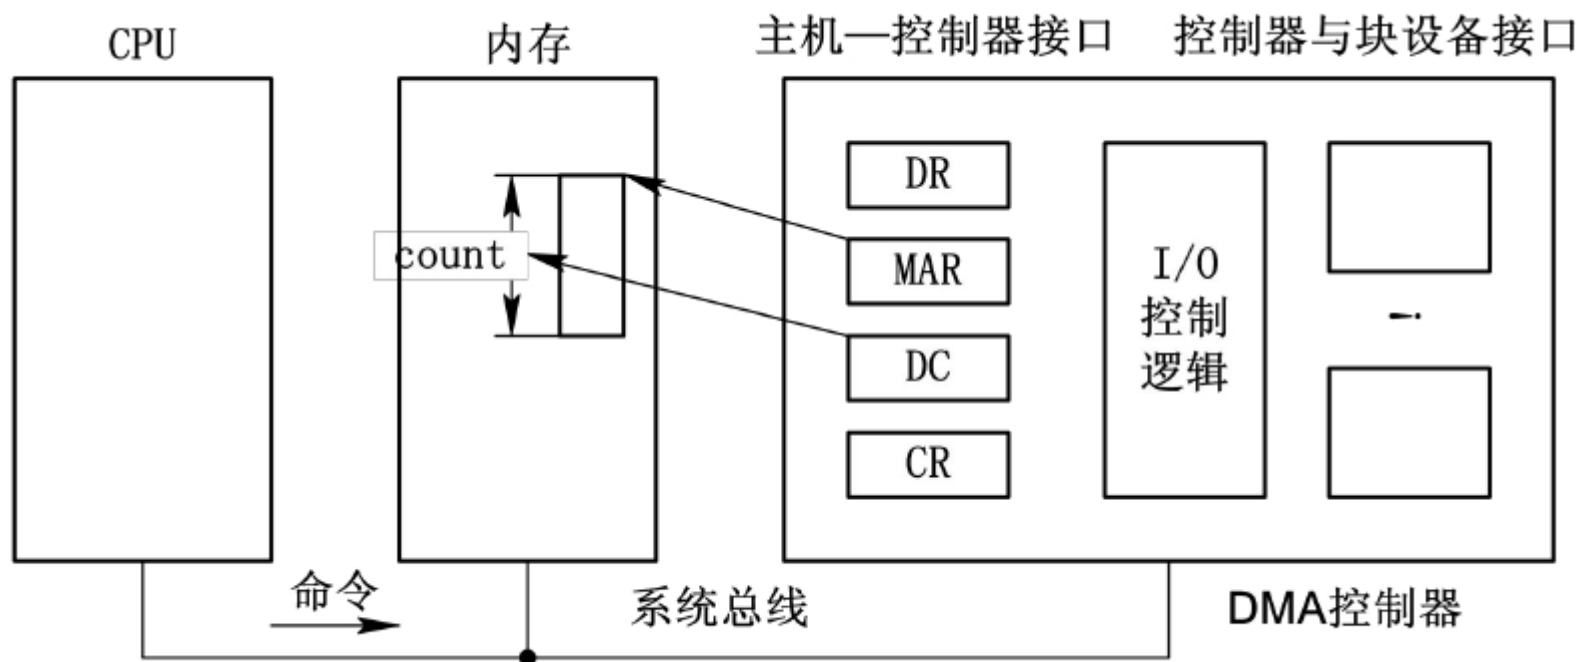 CPU
内存
主机—控制器接口
控制器与块设备接口
count
DR
MAR
DC
CR
I/O
控制
逻辑
命令
系统总线
DMA控制器